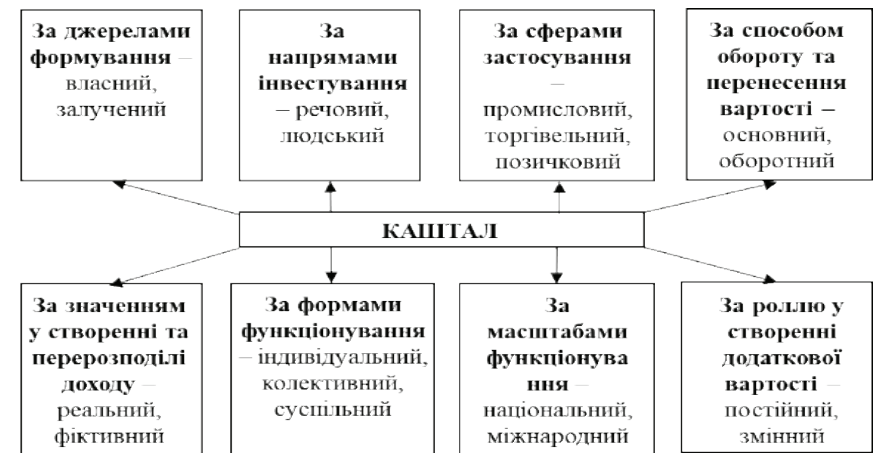 За джерелами
формування –
власний,
залучений
За
напрямами
інвестування
– речовий,
людський
За сферами
застосування
–
промисловий,
торгівельний,
позичковий
За способом
обороту та
перенесення
вартості –
основний,
оборотний
КАПІТАЛ
За значенням
у створенні та
перерозподілі
доходу –
реальний,
фіктивний
За формами
функціонування
– індивідуальний,
колективний,
суспільний
За
масштабами
функціонува
ння –
національний,
міжнародний
За роллю у
створенні
додаткової
вартості –
постійний,
змінний